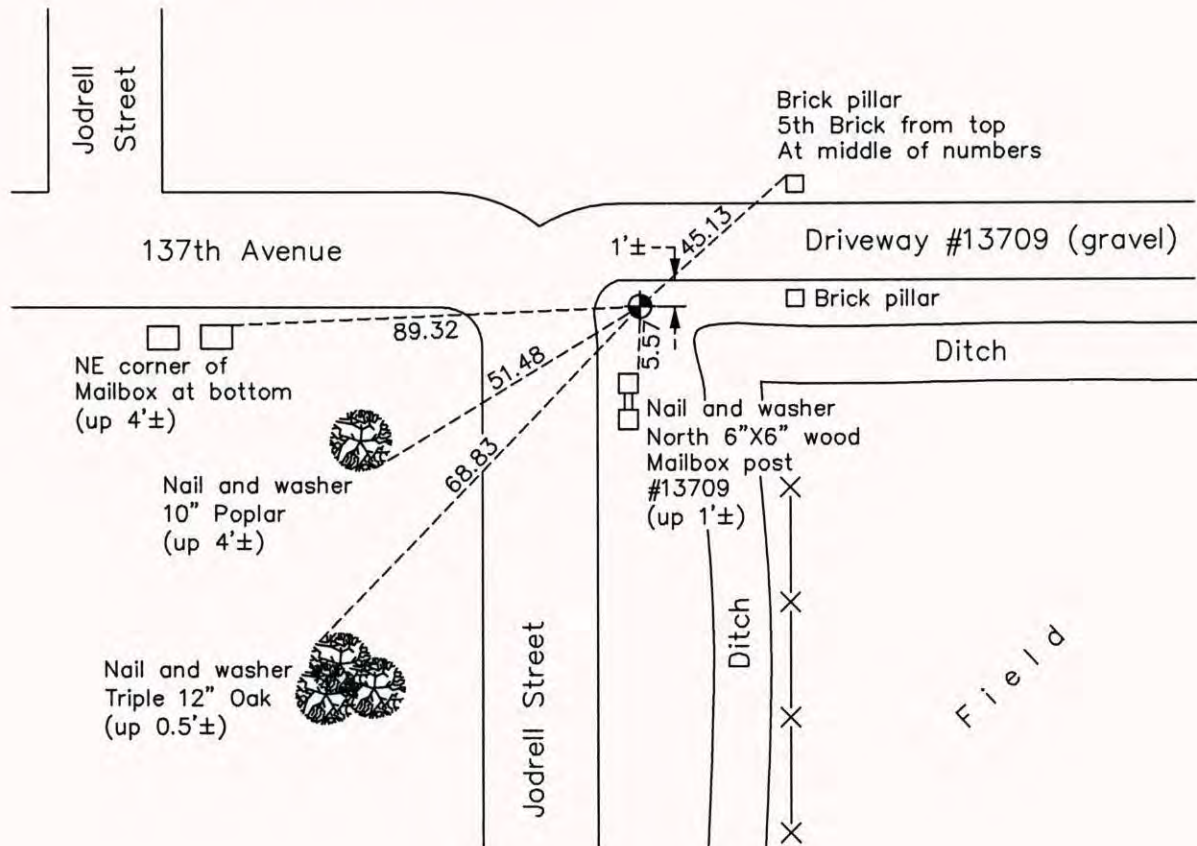 Jodrell
Street
Brick pillar
5th Brick from top
At middle of numbers
137th Avenue
1'±
45.13
Driveway #13709 (gravel)
Brick pillar
89.32
51.48
5.57
Ditch
NE corner of
Mailbox at bottom
(up 4'±)
Nail and washer
North 6"X6" wood
Mailbox post
#13709
(up 1'±)
68.83
Nail and washer
10" Poplar
(up 4'±)
Nail and washer
Triple 12" Oak
(up 0.5'±)
Jodrell Street
Ditch
Field